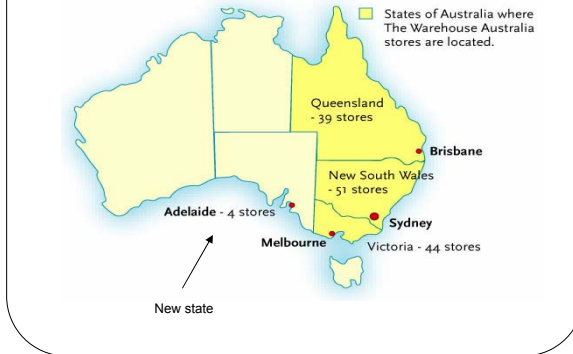 States of Australia where
The Warehouse Australia
stores are located.
Queensland
- 39 stores
Brisbane
New South Wales
- 51 stores
Adelaide - 4 stores
Sydney
Melbourne
Victoria - 44 stores
New state